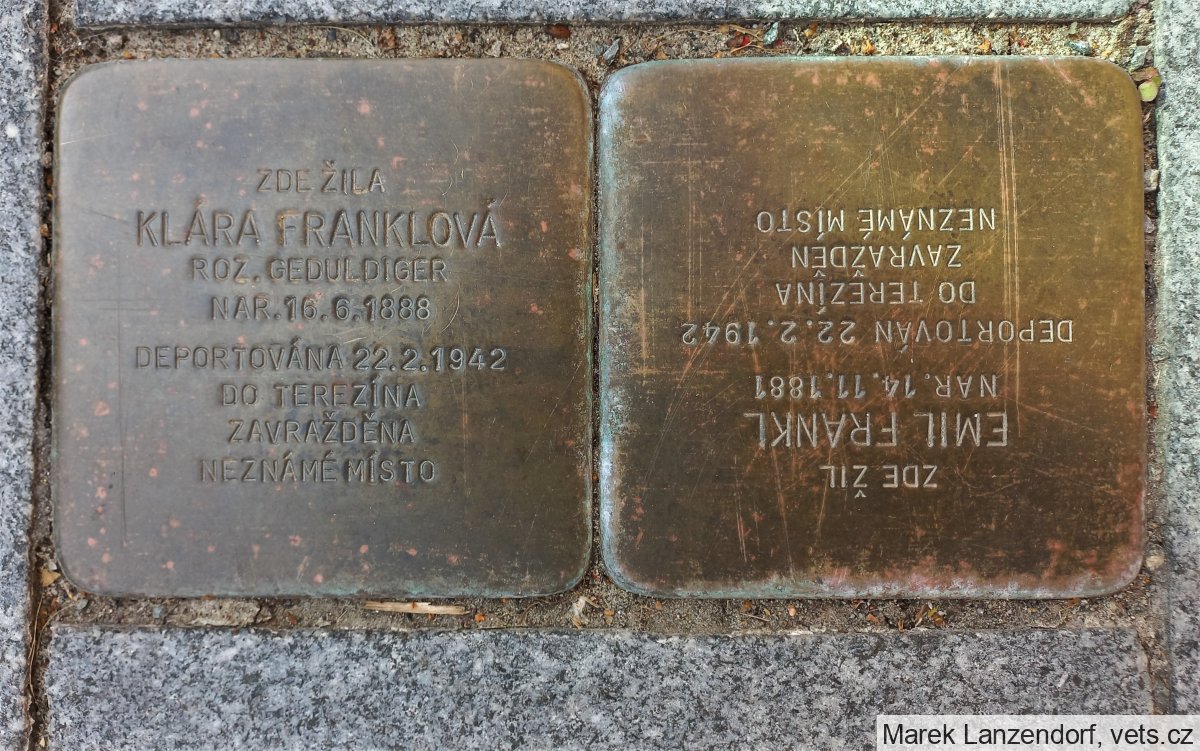 ZDE ŽILA
KLÁRA FRANKLOVÁ
ROZ. GEDULDIGER
NAR. 16. 6. 1888
DEPORTOVÁNA 22.2.1942
DO TEREZÍNA
ZAVRAŽDĚNA
NEZNÁMÉ MÍSTO
ZDE ŽIL
EMIL FRANKL
NAR. 14.11.1881
DEPORTOVÁN 22.2.1942
DO TEREZÍNA
ZAVRAŽDĚN
NEZNÁMÉ MÍSTO
Marek Lanzendorf, vets.cz